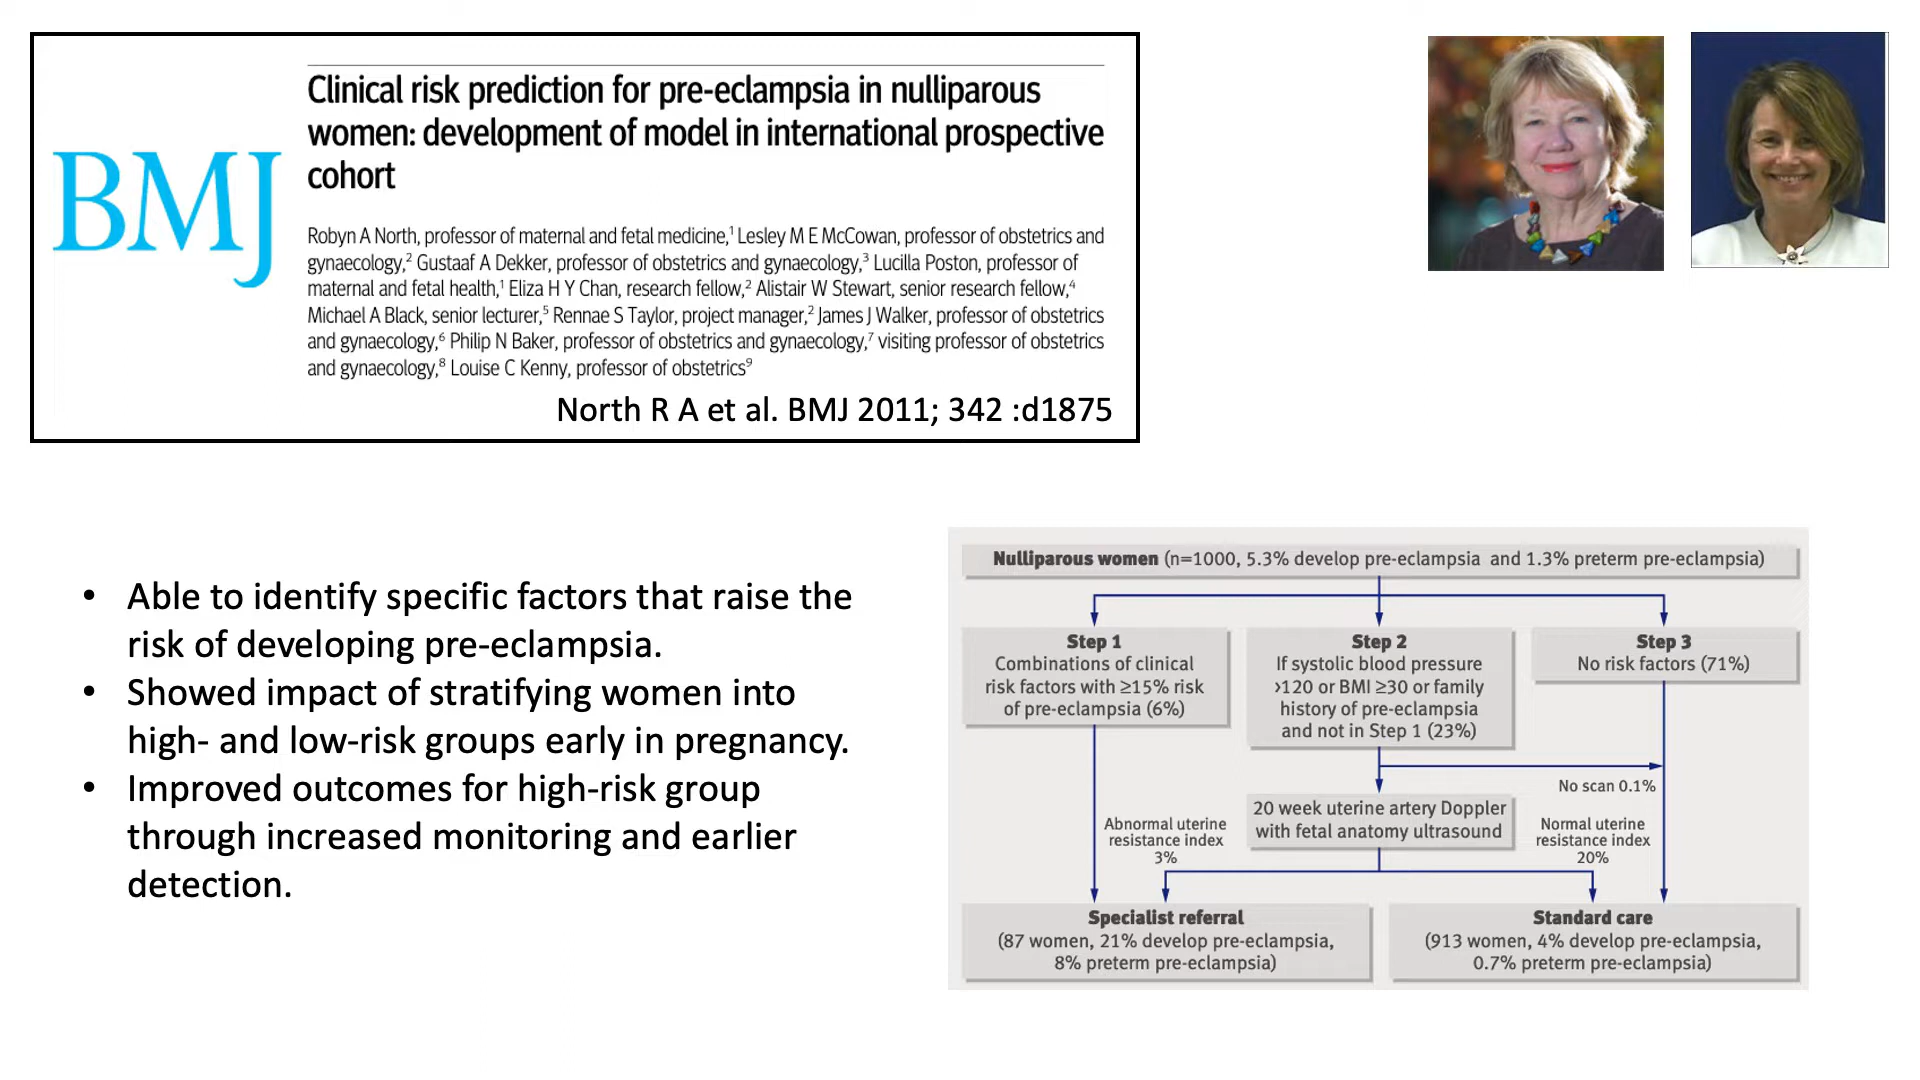 BMJ
Clinical risk prediction for pre-eclampsia in nulliparous
women: development of model in international prospective
cohort
Robyn A North, professor of maternal and fetal medicine,¹ Lesley M E McCowan, professor of obstetrics and
gynaecology,² Gustaaf A Dekker, professor of obstetrics and gynaecology,³ Lucilla Poston, professor of
maternal and fetal health,¹ Eliza H Y Chan, research fellow,² Alistair W Stewart, senior research fellow,⁴
Michael A Black, senior lecturer,⁵ Rennae S Taylor, project manager,² James J Walker, professor of obstetrics
and gynaecology,⁶ Philip N Baker, professor of obstetrics and gynaecology,⁷ visiting professor of obstetrics
and gynaecology,⁸ Louise C Kenny, professor of obstetrics⁹
North R A et al. BMJ 2011; 342 :d1875
• Able to identify specific factors that raise the
risk of developing pre-eclampsia.
• Showed impact of stratifying women into
high- and low-risk groups early in pregnancy.
• Improved outcomes for high-risk group
through increased monitoring and earlier
detection.
Nulliparous women (n=1000, 5.3% develop pre-eclampsia and 1.3% preterm pre-eclampsia)
Step 1
Combinations of clinical
risk factors with ≥15% risk
of pre-eclampsia (6%)
Step 2
If systolic blood pressure
>120 or BMI ≥30 or family
history of pre-eclampsia
and not in Step 1 (23%)
Step 3
No risk factors (71%)
No scan 0.1%
20 week uterine artery Doppler
with fetal anatomy ultrasound
Abnormal uterine
resistance index
3%
Normal uterine
resistance index
20%
Specialist referral
(87 women, 21% develop pre-eclampsia,
8% preterm pre-eclampsia)
Standard care
(913 women, 4% develop pre-eclampsia,
0.7% preterm pre-eclampsia)